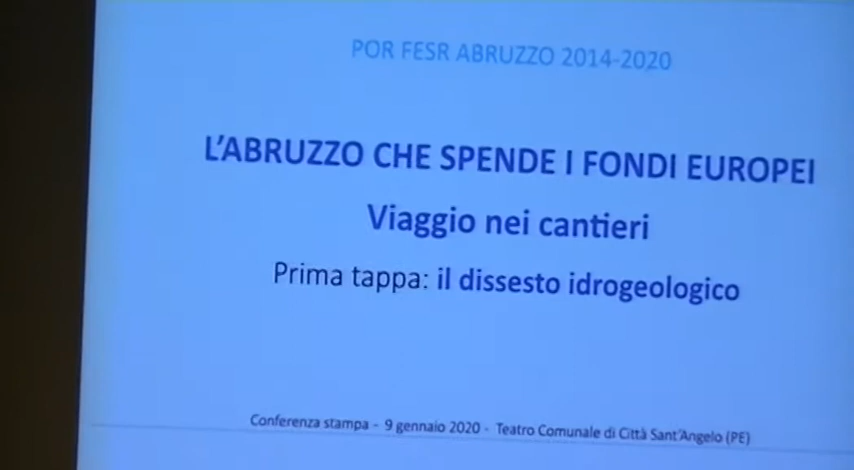 POR FESR ABRUZZO 2014-2020
L'ABRUZZO CHE SPENDE I FONDI EUROPEI
Viaggio nei cantieri
Prima tappa: il dissesto idrogeologico
Conferenza stampa - 9 gennaio 2020 - Teatro Comunale di Città Sant'Angelo (PE)